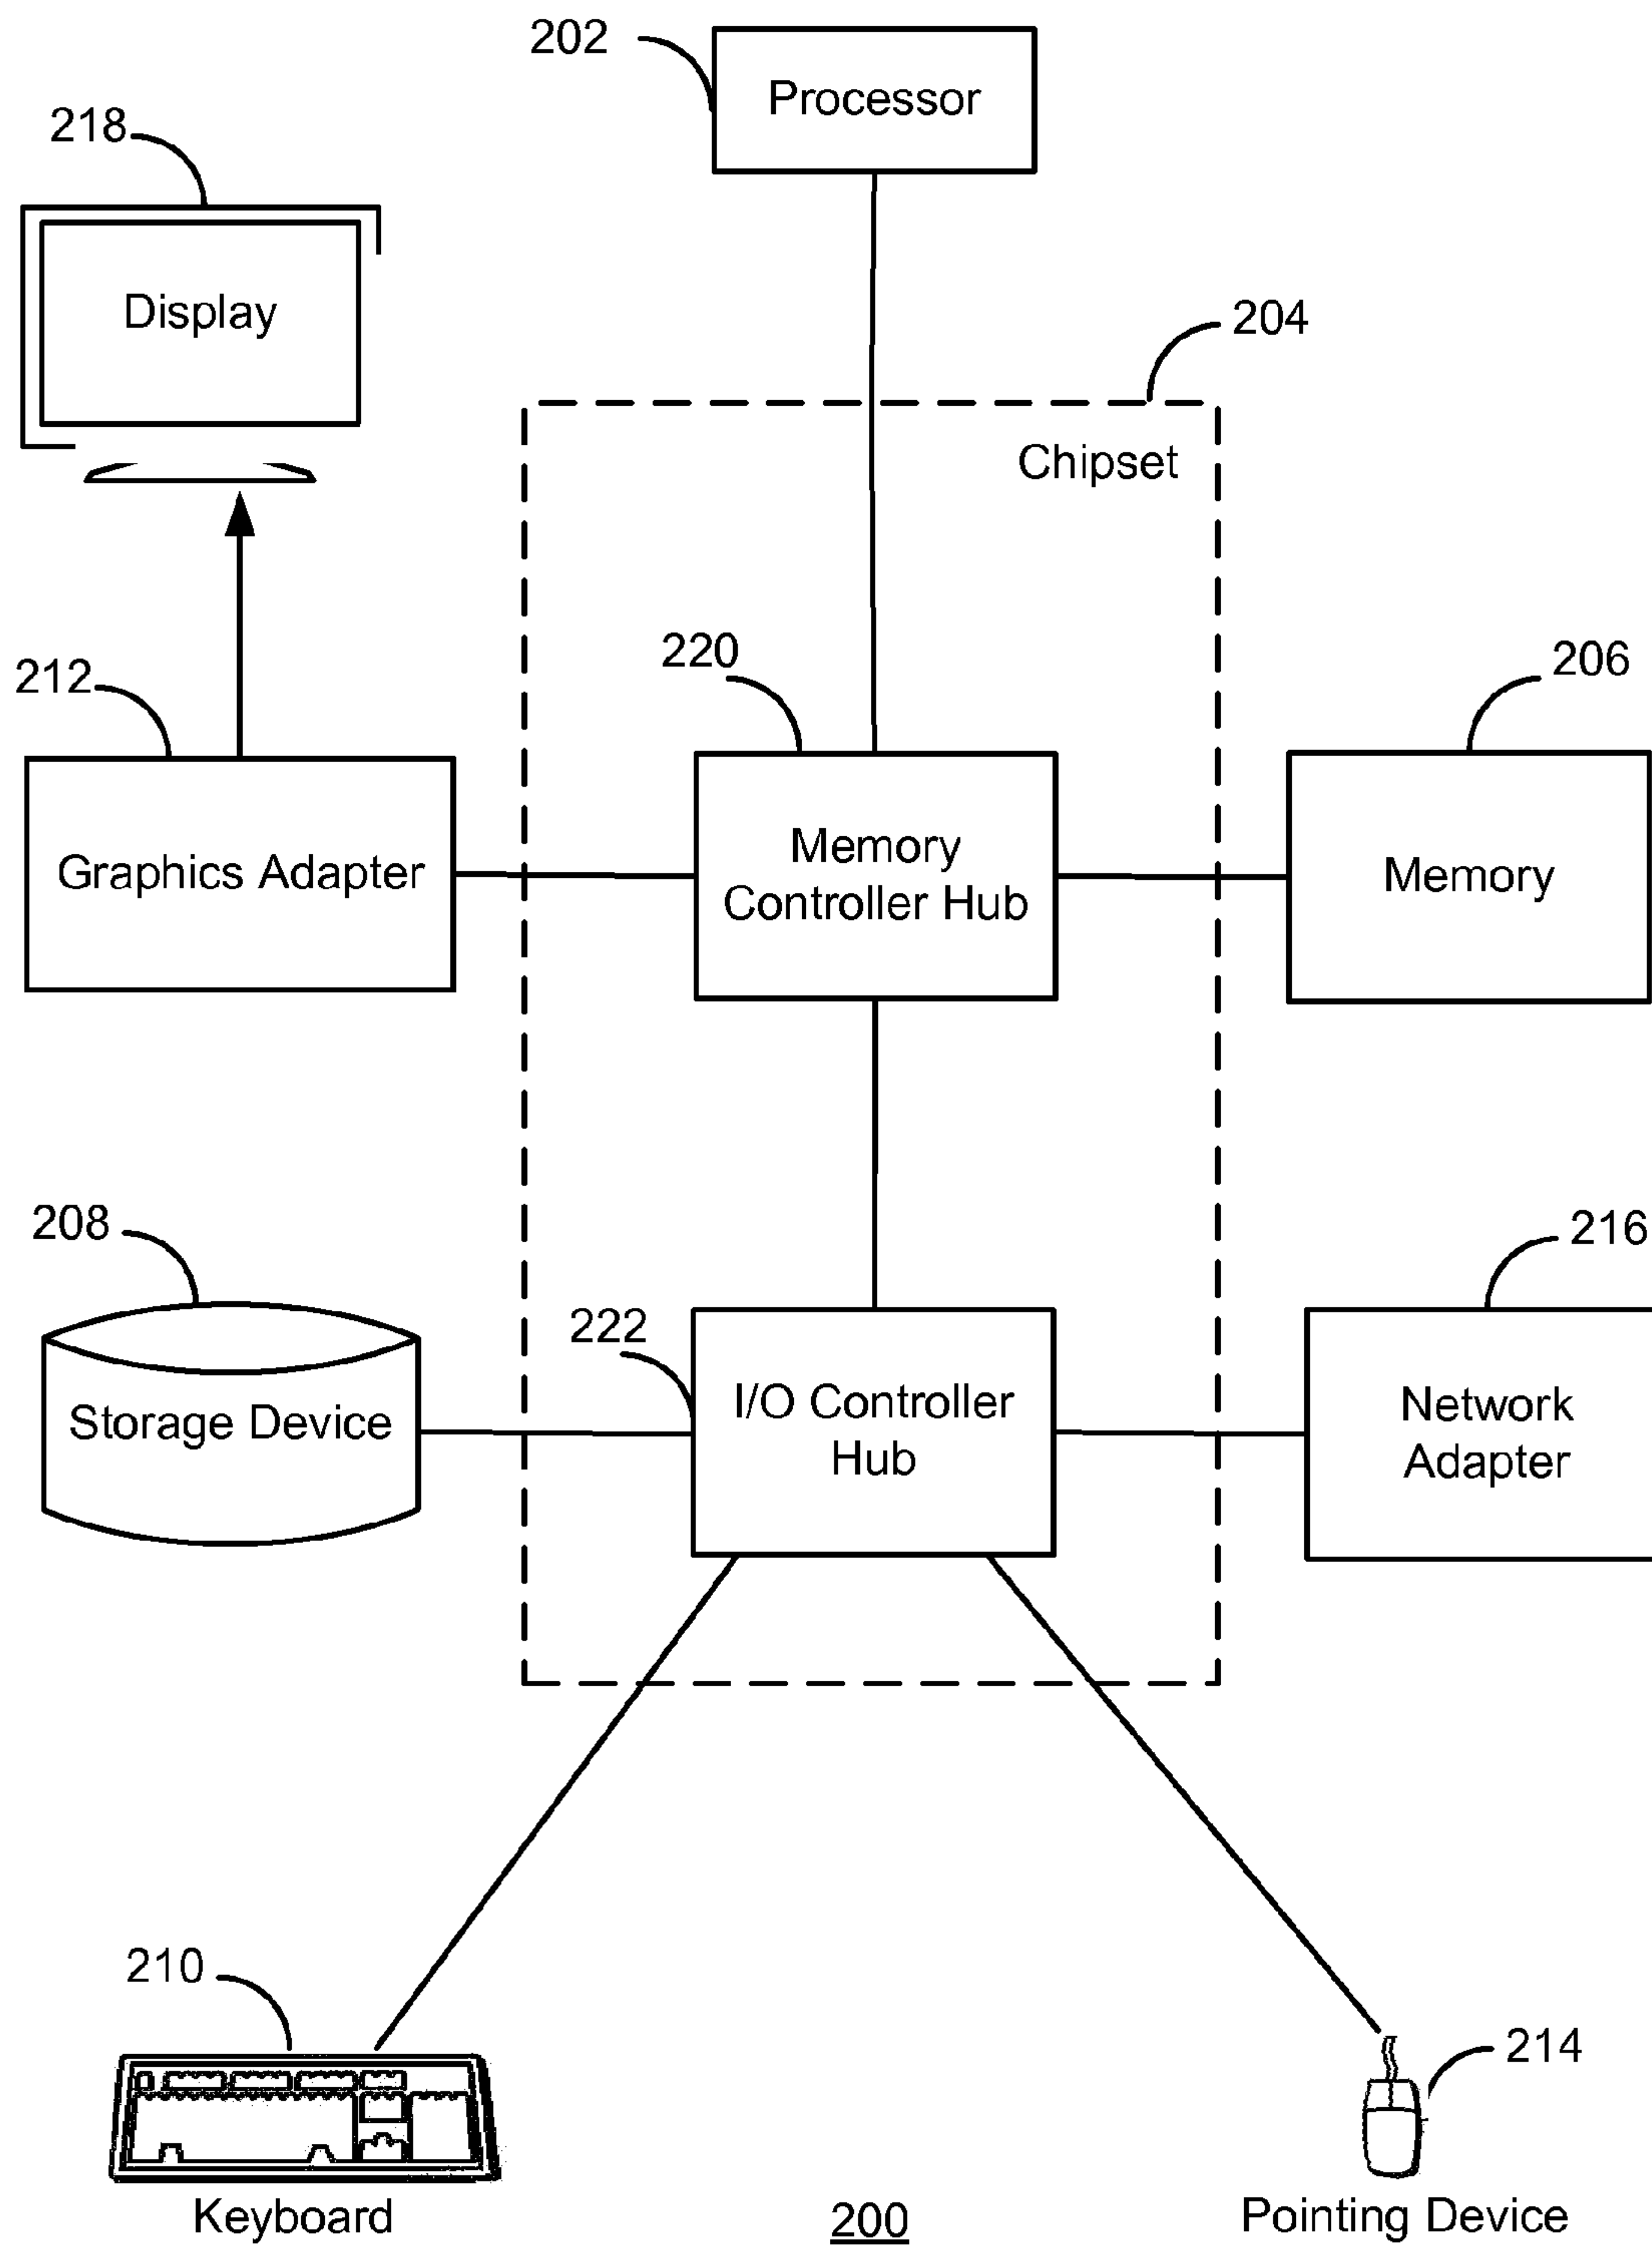 202
Processor
218
Display
204
Chipset
220
206
212
Graphics Adapter
Memory
Controller Hub
Memory
208
216
222
Storage Device
I/O Controller
Hub
Network
Adapter
210
214
Keyboard
200
Pointing Device